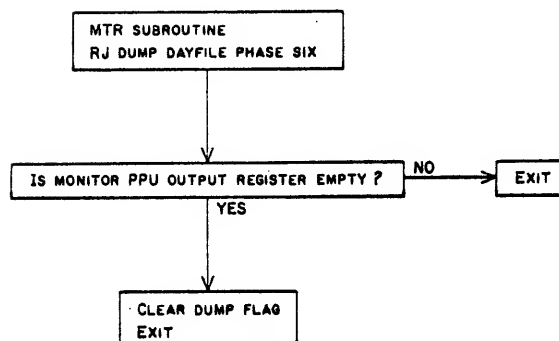 MTR SUBROUTINE
RJ DUMP DAYFILE PHASE SIX
IS MONITOR PPU OUTPUT REGISTER EMPTY?
NO
EXIT
YES
CLEAR DUMP FLAG
EXIT